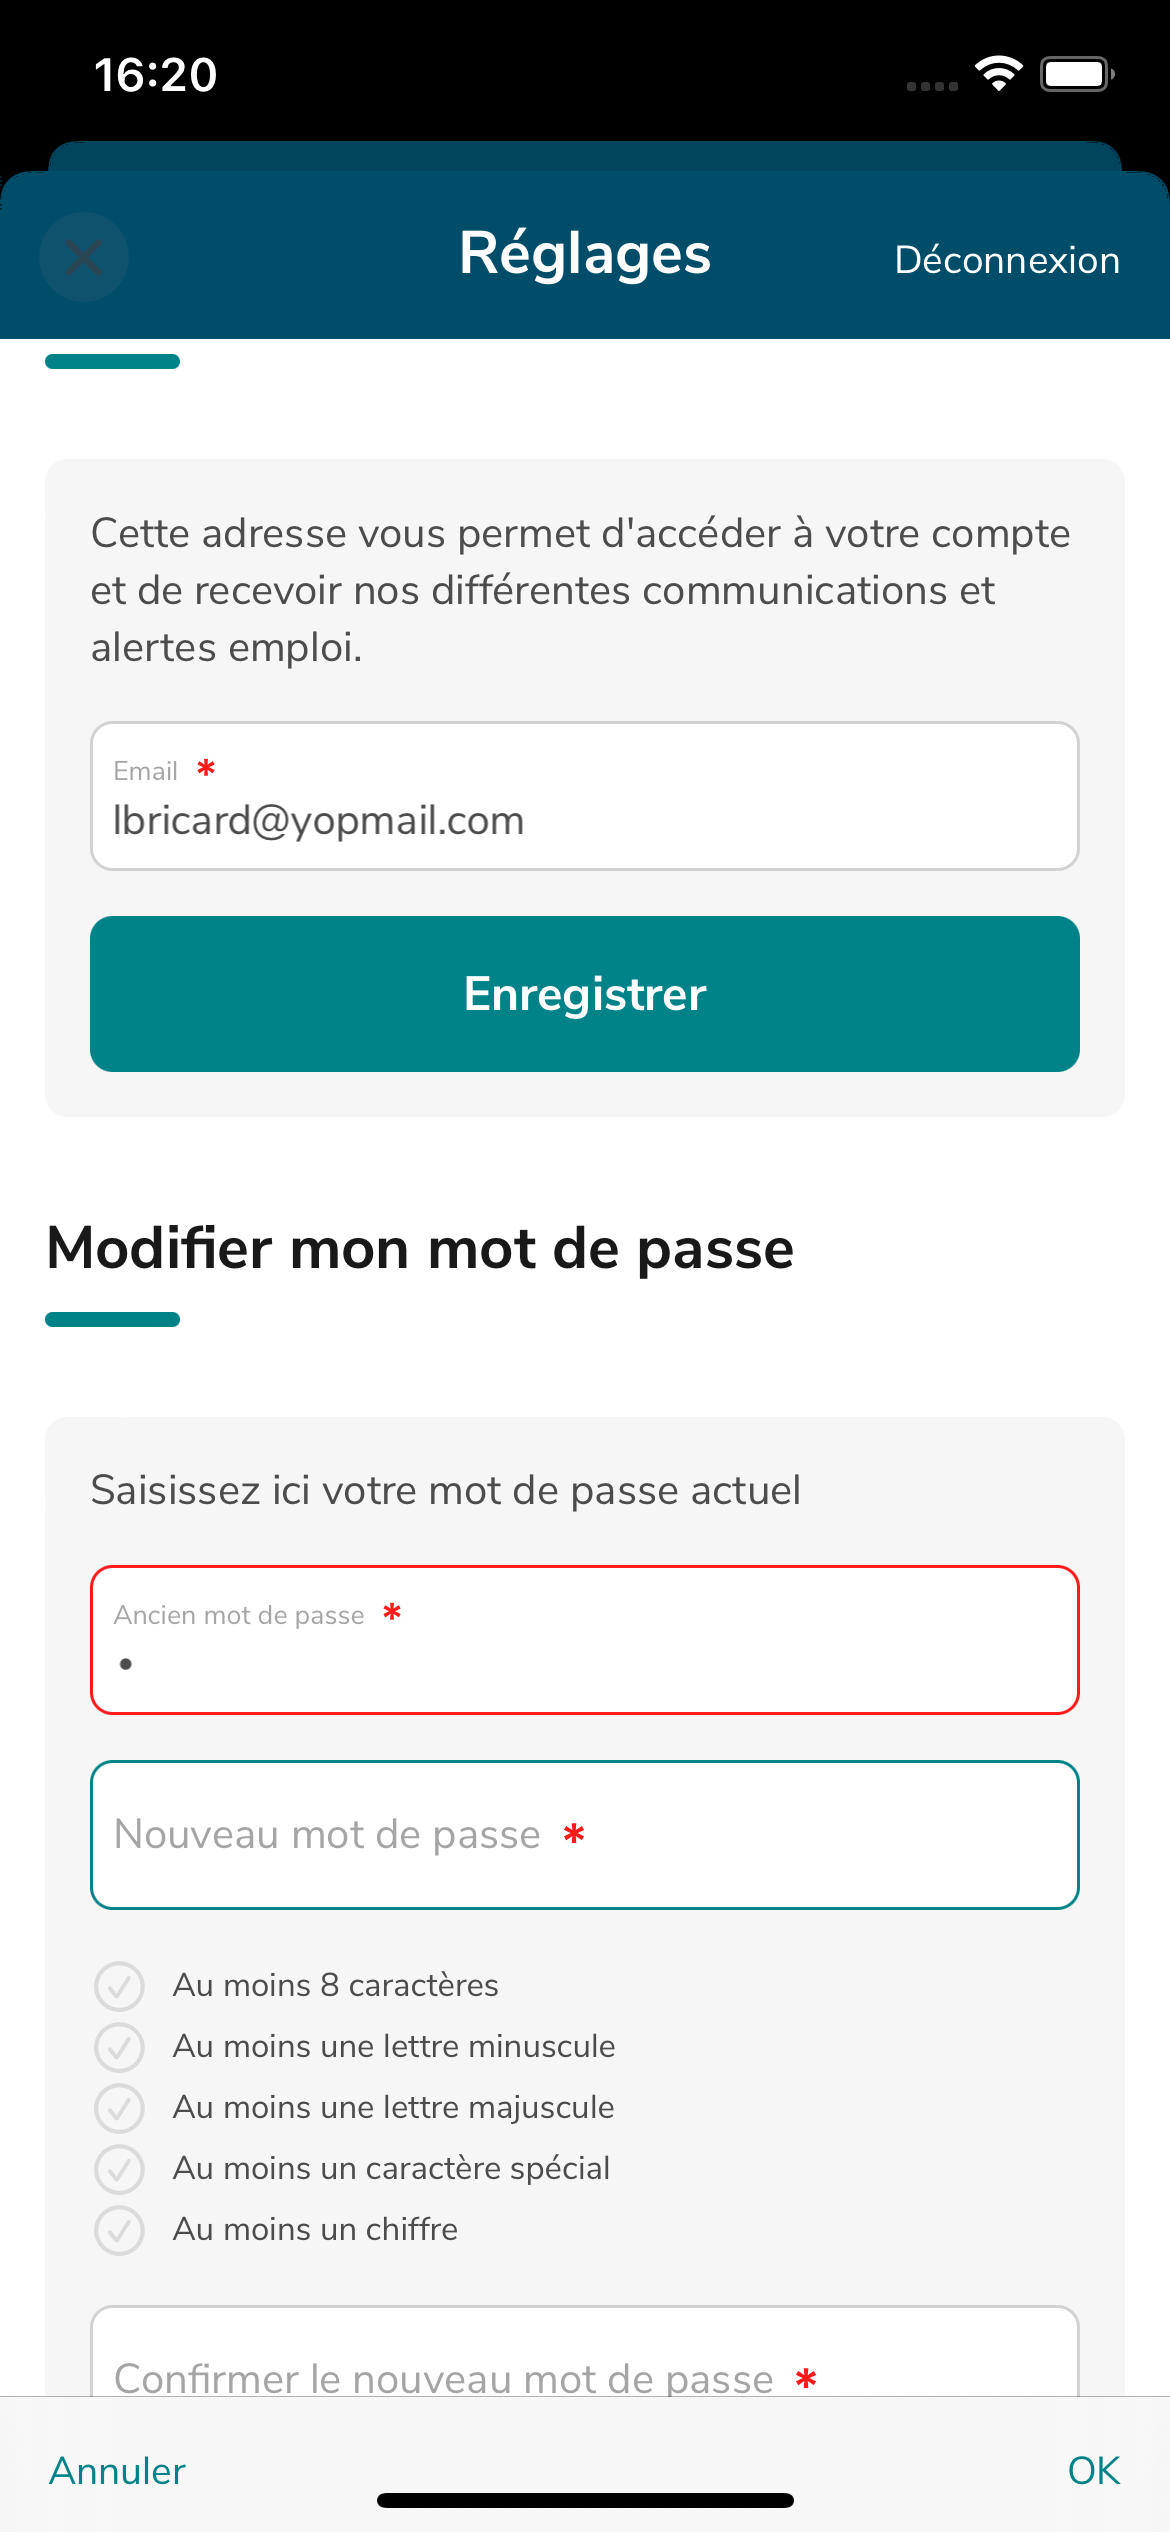 16:20
Réglages
Déconnexion
Cette adresse vous permet d'accéder à votre compte
et de recevoir nos différentes communications et
alertes emploi.
Email *
lbricard@yopmail.com
Enregistrer
Modifier mon mot de passe
Saisissez ici votre mot de passe actuel
Ancien mot de passe *
•
Nouveau mot de passe *
Au moins 8 caractères
Au moins une lettre minuscule
Au moins une lettre majuscule
Au moins un caractère spécial
Au moins un chiffre
Confirmer le nouveau mot de passe *
Annuler
OK